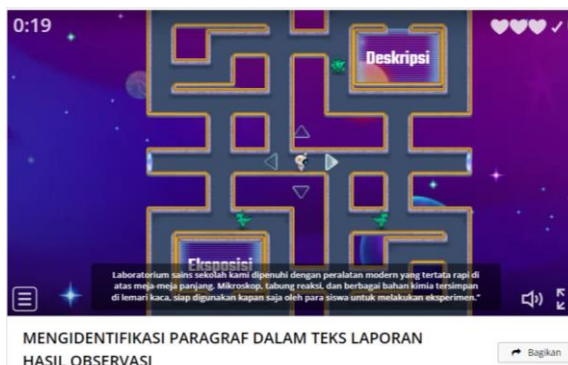 0:19
Deskripsi
Eksposisi
Laboratorium sains sekolah kami dipenuhi dengan peralatan modern yang tertata rapi di
atas meja-meja panjang. Mikroskop, tabung reaksi, dan berbagai bahan kimia tersimpan
di lemari kaca, siap digunakan kapan saja oleh para siswa untuk melakukan eksperimen."
MENGIDENTIFIKASI PARAGRAF DALAM TEKS LAPORAN
HASIL OBSERVASI
Bagikan